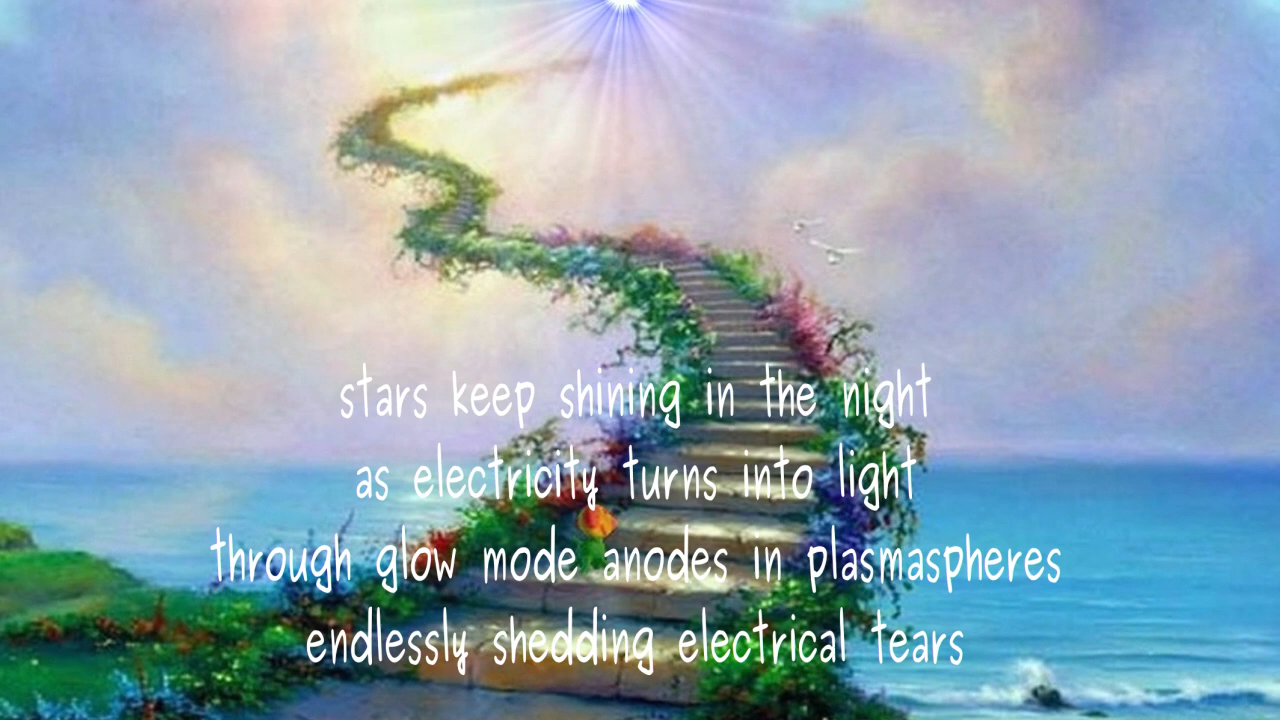 stars keep shining in the night
as electricity turns into light
through glow mode anodes in plasmaspheres
endlessly shedding electrical tears